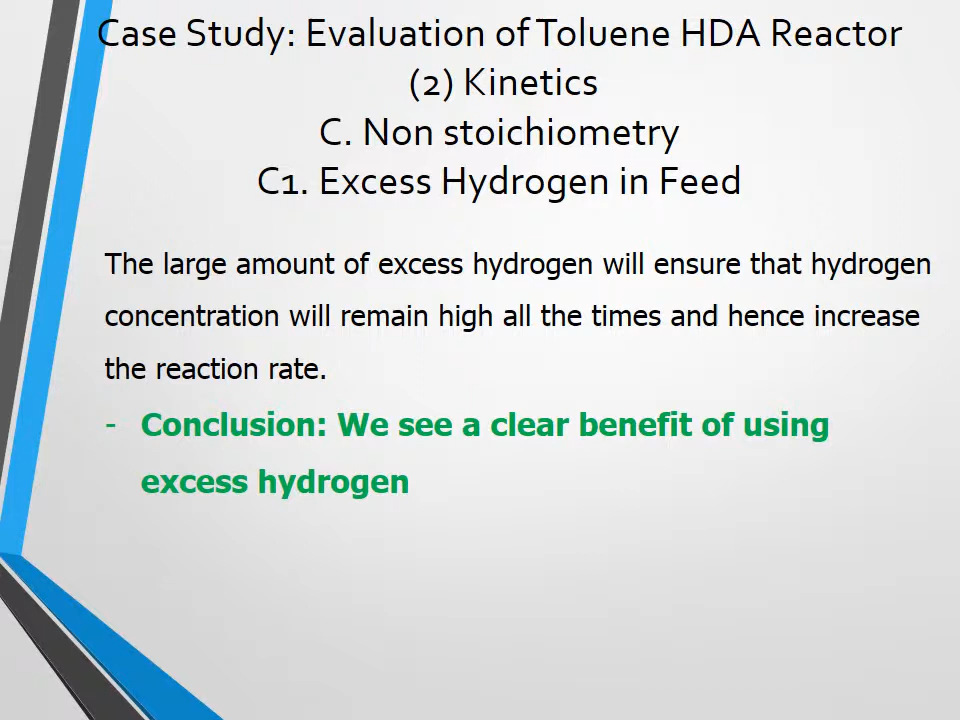 Case Study: Evaluation of Toluene HDA Reactor
(2) Kinetics
C. Non stoichiometry
C1. Excess Hydrogen in Feed
The large amount of excess hydrogen will ensure that hydrogen
concentration will remain high all the times and hence increase
the reaction rate.
- Conclusion: We see a clear benefit of using
excess hydrogen